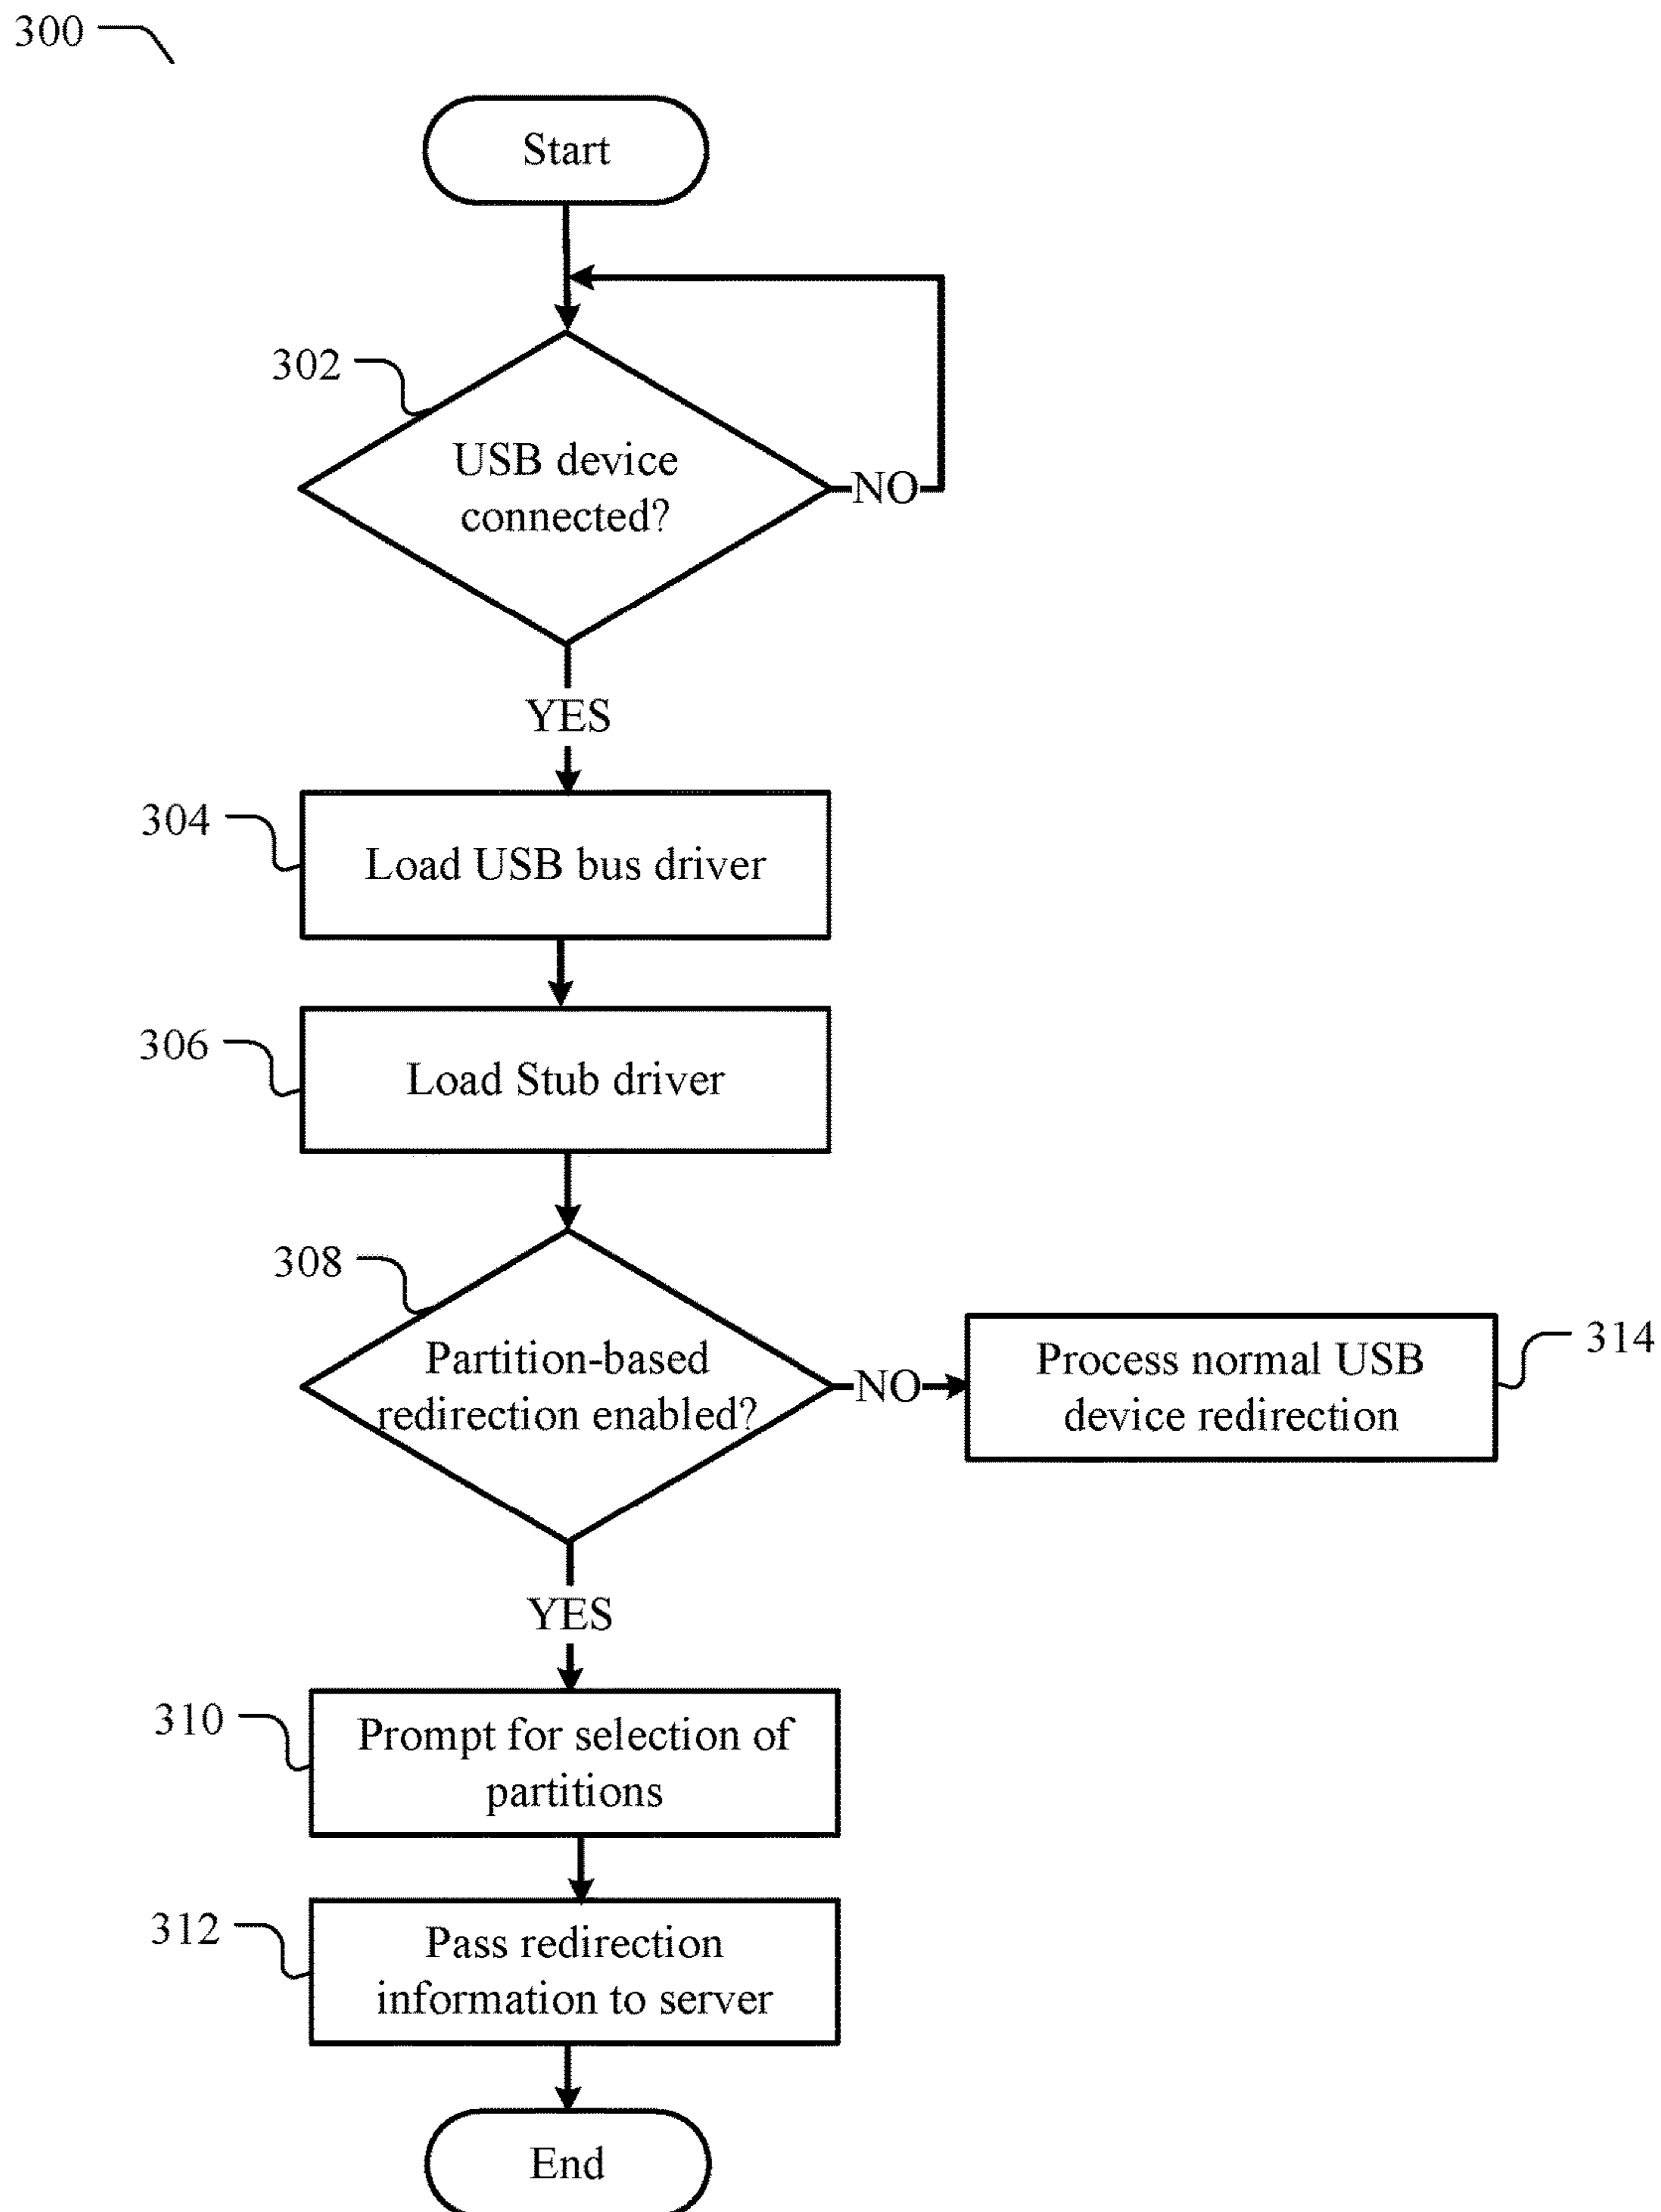 300
Start
302
USB device
connected?
NO
YES
304
Load USB bus driver
306
Load Stub driver
308
Partition-based
redirection enabled?
NO
Process normal USB
device redirection
314
YES
310
Prompt for selection of
partitions
312
Pass redirection
information to server
End